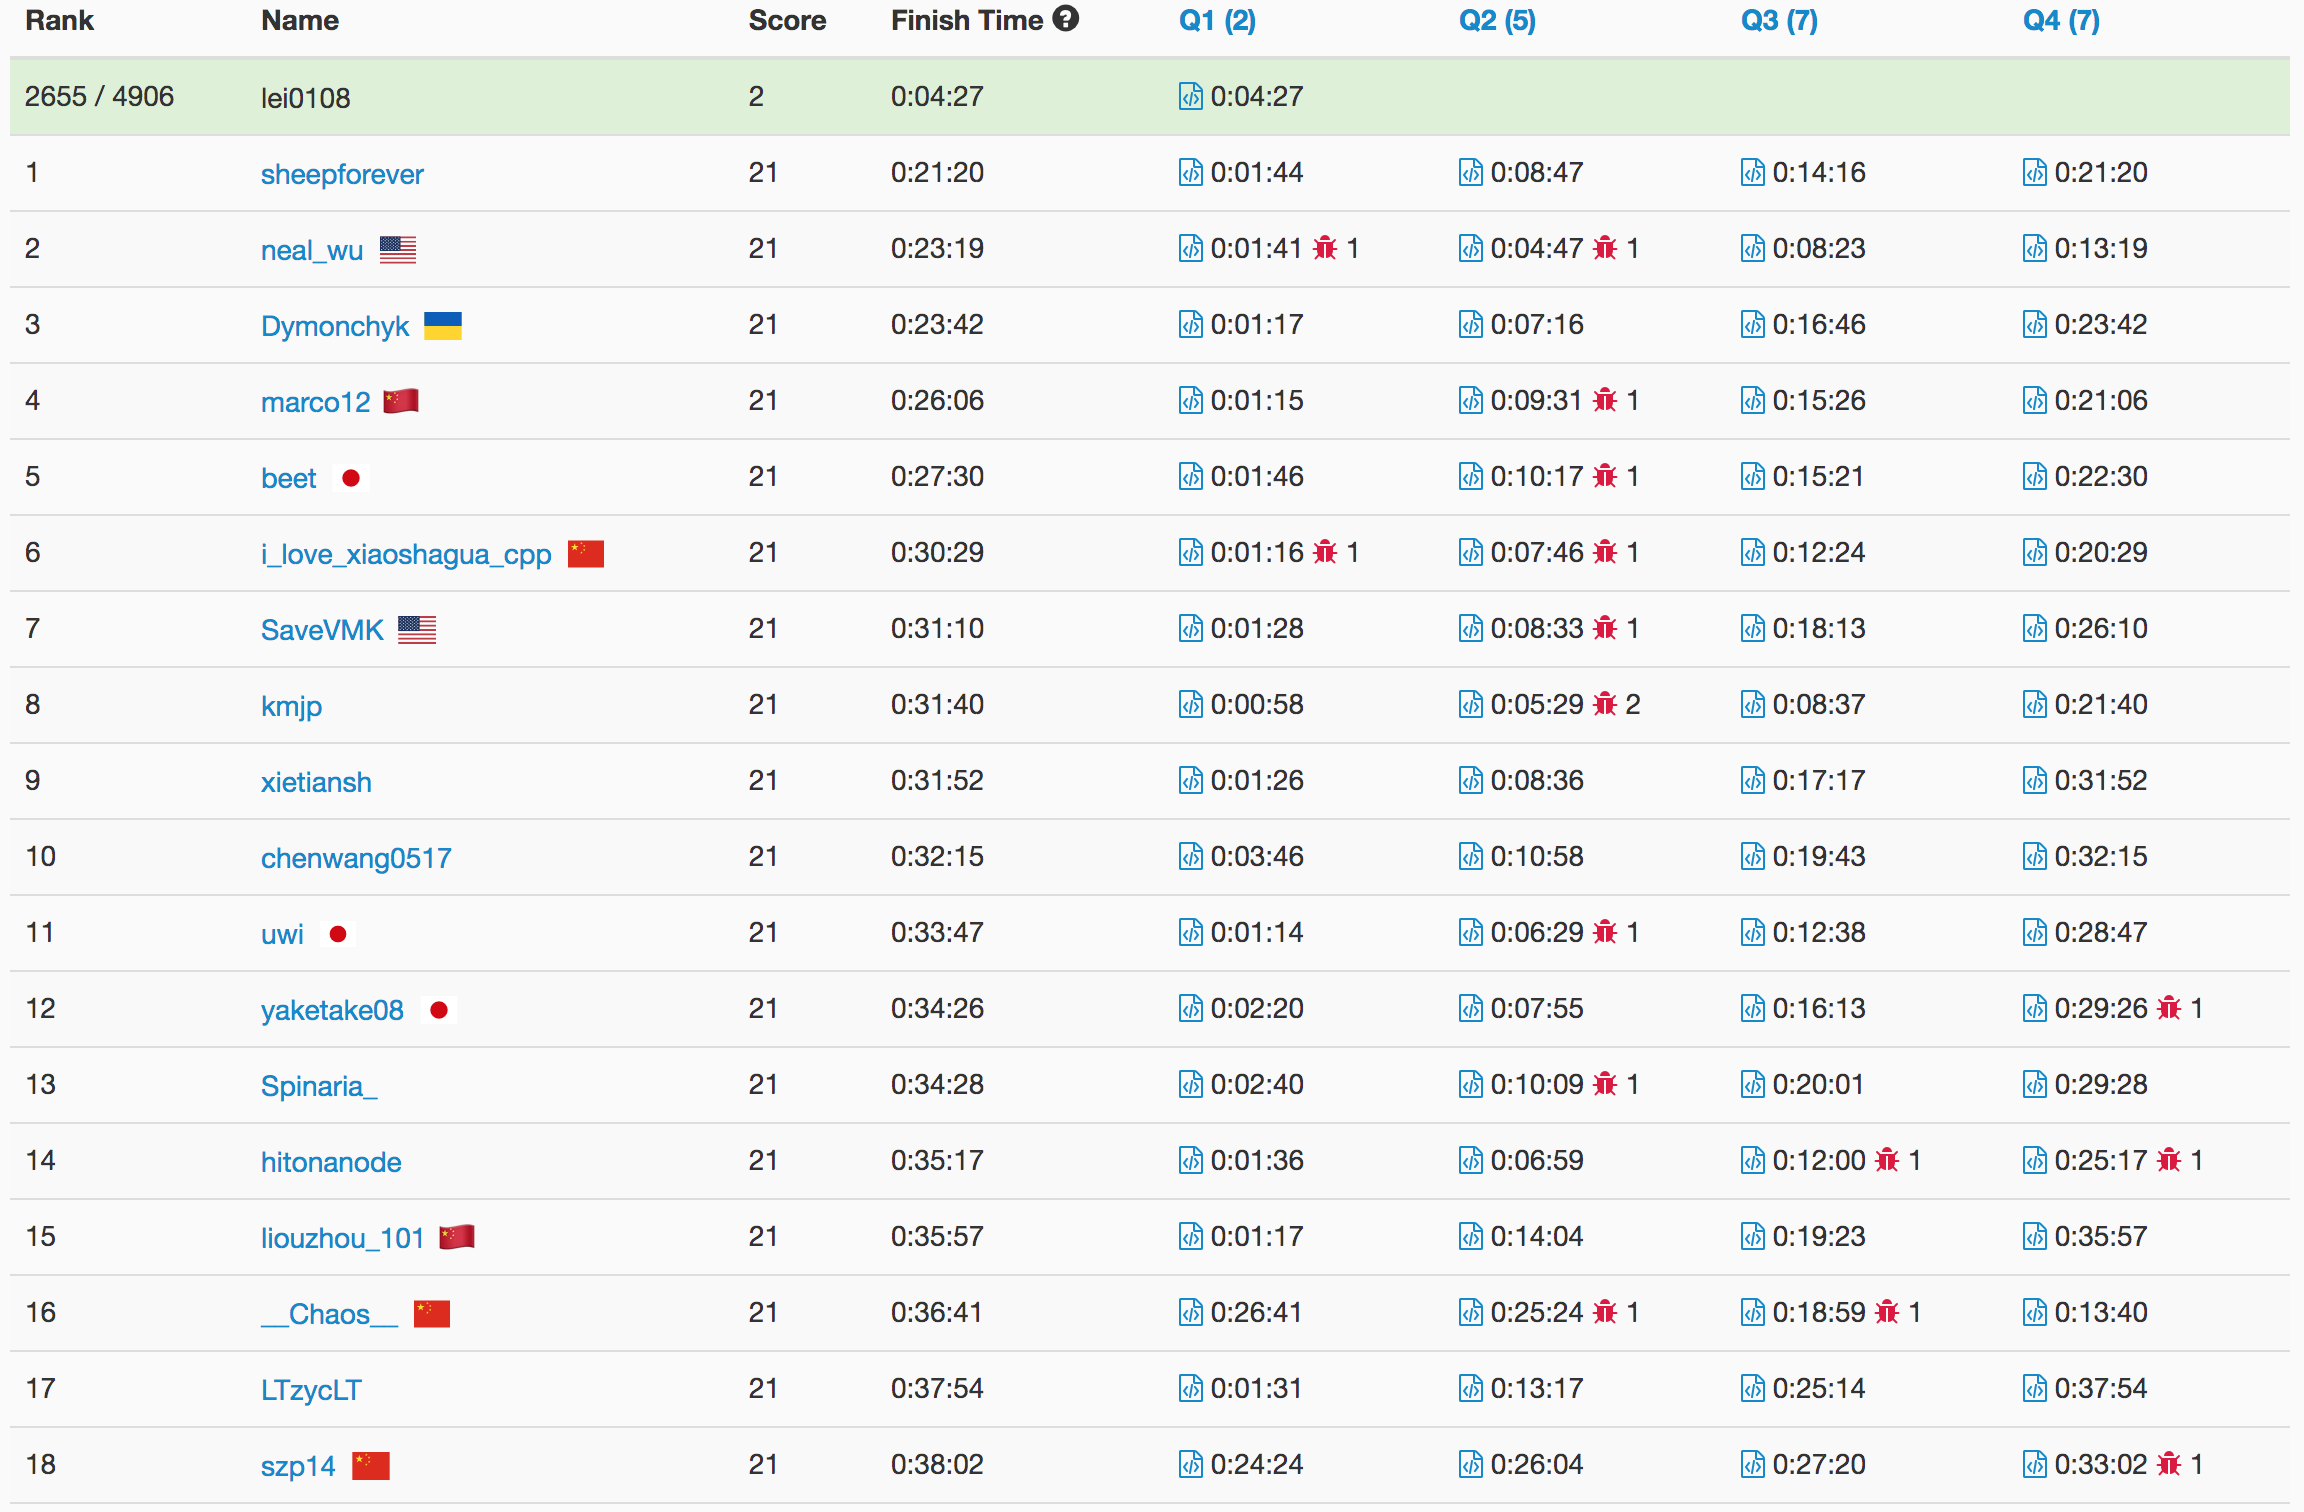 Rank Name Score Finish Time Q1 (2) Q2 (5) Q3 (7) Q4 (7)
2655 / 4906 lei0108 2 0:04:27 0:04:27
1 sheepforever 21 0:21:20 0:01:44 0:08:47 0:14:16 0:21:20
2 neal_wu 21 0:23:19 0:01:41 1 0:04:47 1 0:08:23 0:13:19
3 Dymonchyk 21 0:23:42 0:01:17 0:07:16 0:16:46 0:23:42
4 marco12 21 0:26:06 0:01:15 0:09:31 1 0:15:26 0:21:06
5 beet 21 0:27:30 0:01:46 0:10:17 1 0:15:21 0:22:30
6 i_love_xiaoshagua_cpp 21 0:30:29 0:01:16 1 0:07:46 1 0:12:24 0:20:29
7 SaveVMK 21 0:31:10 0:01:28 0:08:33 1 0:18:13 0:26:10
8 kmjp 21 0:31:40 0:00:58 0:05:29 2 0:08:37 0:21:40
9 xietiansh 21 0:31:52 0:01:26 0:08:36 0:17:17 0:31:52
10 chenwang0517 21 0:32:15 0:03:46 0:10:58 0:19:43 0:32:15
11 uwi 21 0:33:47 0:01:14 0:06:29 1 0:12:38 0:28:47
12 yaketake08 21 0:34:26 0:02:20 0:07:55 0:16:13 0:29:26 1
13 Spinaria_ 21 0:34:28 0:02:40 0:10:09 1 0:20:01 0:29:28
14 hitonanode 21 0:35:17 0:01:36 0:06:59 0:12:00 1 0:25:17 1
15 liouzhou_101 21 0:35:57 0:01:17 0:14:04 0:19:23 0:35:57
16 __Chaos__ 21 0:36:41 0:26:41 0:25:24 1 0:18:59 1 0:13:40
17 LTzycLT 21 0:37:54 0:01:31 0:13:17 0:25:14 0:37:54
18 szp14 21 0:38:02 0:24:24 0:26:04 0:27:20 0:33:02 1